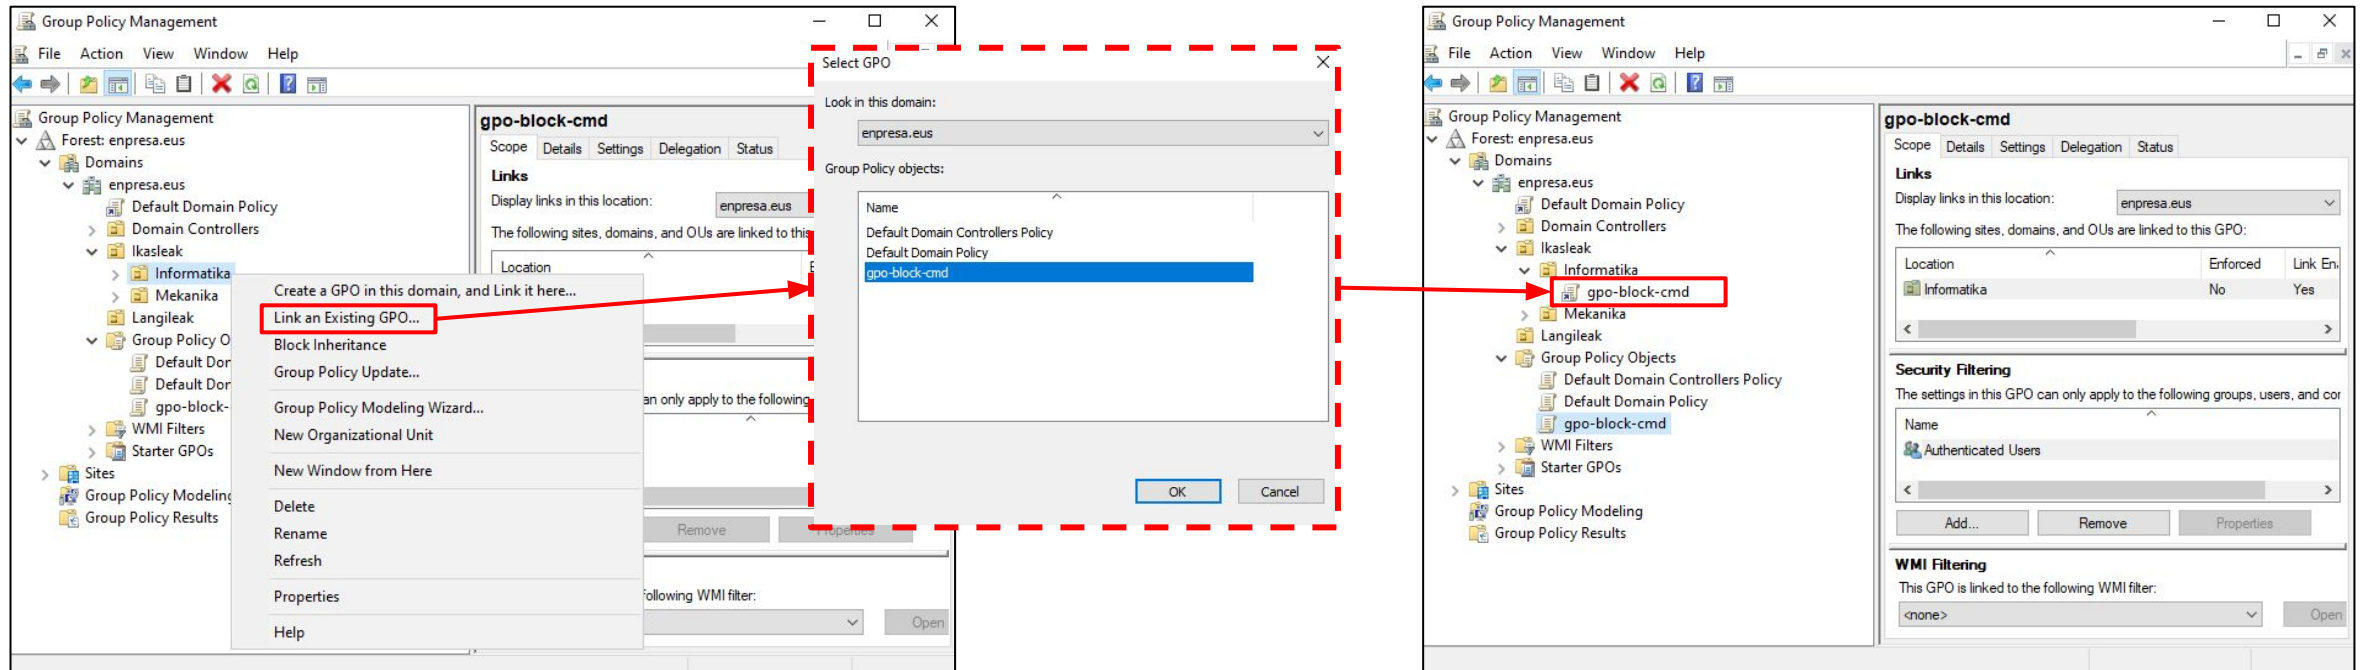 Group Policy Management
File Action View Window Help
Group Policy Management
Forest: enpresa.eus
Domains
enpresa.eus
Default Domain Policy
Domain Controllers
Ikasleak
Informatika
Mekanika
Langileak
Group Policy O
Default Dor
Default Dor
gpo-block-
WMI Filters
Starter GPOs
Sites
Group Policy Modeling
Group Policy Results
Create a GPO in this domain, and Link it here...
Link an Existing GPO...
Block Inheritance
Group Policy Update...
Group Policy Modeling Wizard...
New Organizational Unit
New Window from Here
Delete
Rename
Refresh
Properties
Help
gpo-block-cmd
Scope Details Settings Delegation Status
Links
Display links in this location: enpresa.eus
The following sites, domains, and OUs are linked to this
Location E
an only apply to the following
Remove Properties
following WMI filter:
Open
Select GPO
Look in this domain:
enpresa.eus
Group Policy objects:
Name
Default Domain Controllers Policy
Default Domain Policy
gpo-block-cmd
OK Cancel
Group Policy Management
File Action View Window Help
Group Policy Management
Forest: enpresa.eus
Domains
enpresa.eus
Default Domain Policy
Domain Controllers
Ikasleak
Informatika
gpo-block-cmd
Mekanika
Langileak
Group Policy Objects
Default Domain Controllers Policy
Default Domain Policy
gpo-block-cmd
WMI Filters
Starter GPOs
Sites
Group Policy Modeling
Group Policy Results
gpo-block-cmd
Scope Details Settings Delegation Status
Links
Display links in this location: enpresa.eus
The following sites, domains, and OUs are linked to this GPO:
Location Enforced Link En
Informatika No Yes
Security Filtering
The settings in this GPO can only apply to the following groups, users, and cor
Name
Authenticated Users
Add... Remove Properties
WMI Filtering
This GPO is linked to the following WMI filter:
<none> Open